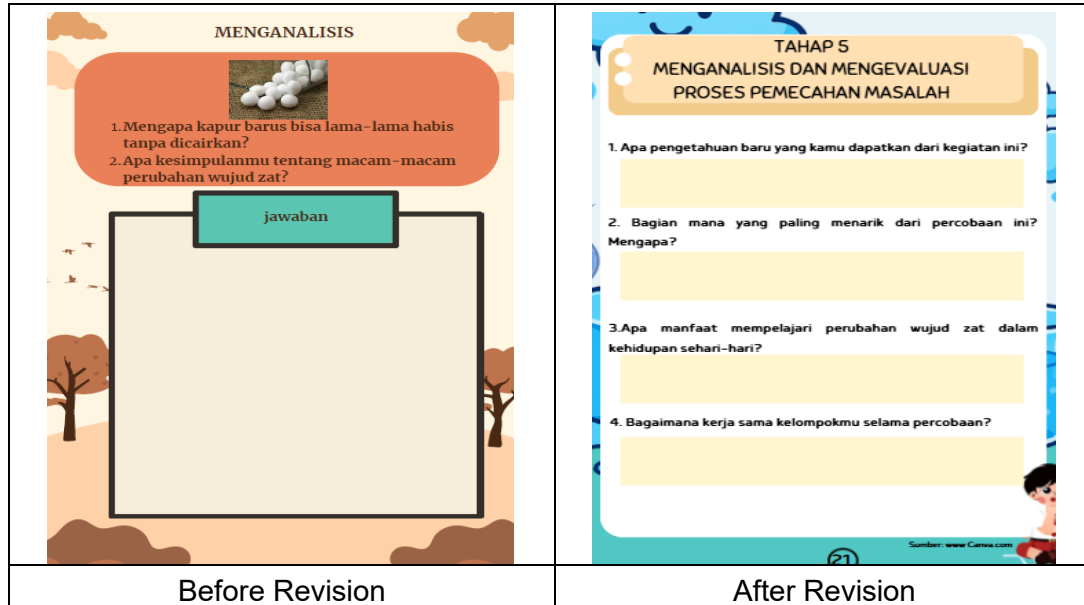 MENGANALISIS
1.Mengapa kapur barus bisa lama-lama habis
tanpa dicairkan?
2.Apa kesimpulanmu tentang macam-macam
perubahan wujud zat?
jawaban
Before Revision
TAHAP 5
MENGANALISIS DAN MENGEVALUASI
PROSES PEMECAHAN MASALAH
1. Apa pengetahuan baru yang kamu dapatkan dari kegiatan ini?
2. Bagian mana yang paling menarik dari percobaan ini?
Mengapa?
3.Apa manfaat mempelajari perubahan wujud zat dalam
kehidupan sehari-hari?
4. Bagaimana kerja sama kelompokmu selama percobaan?
Sumber: www Canva.com
21
After Revision